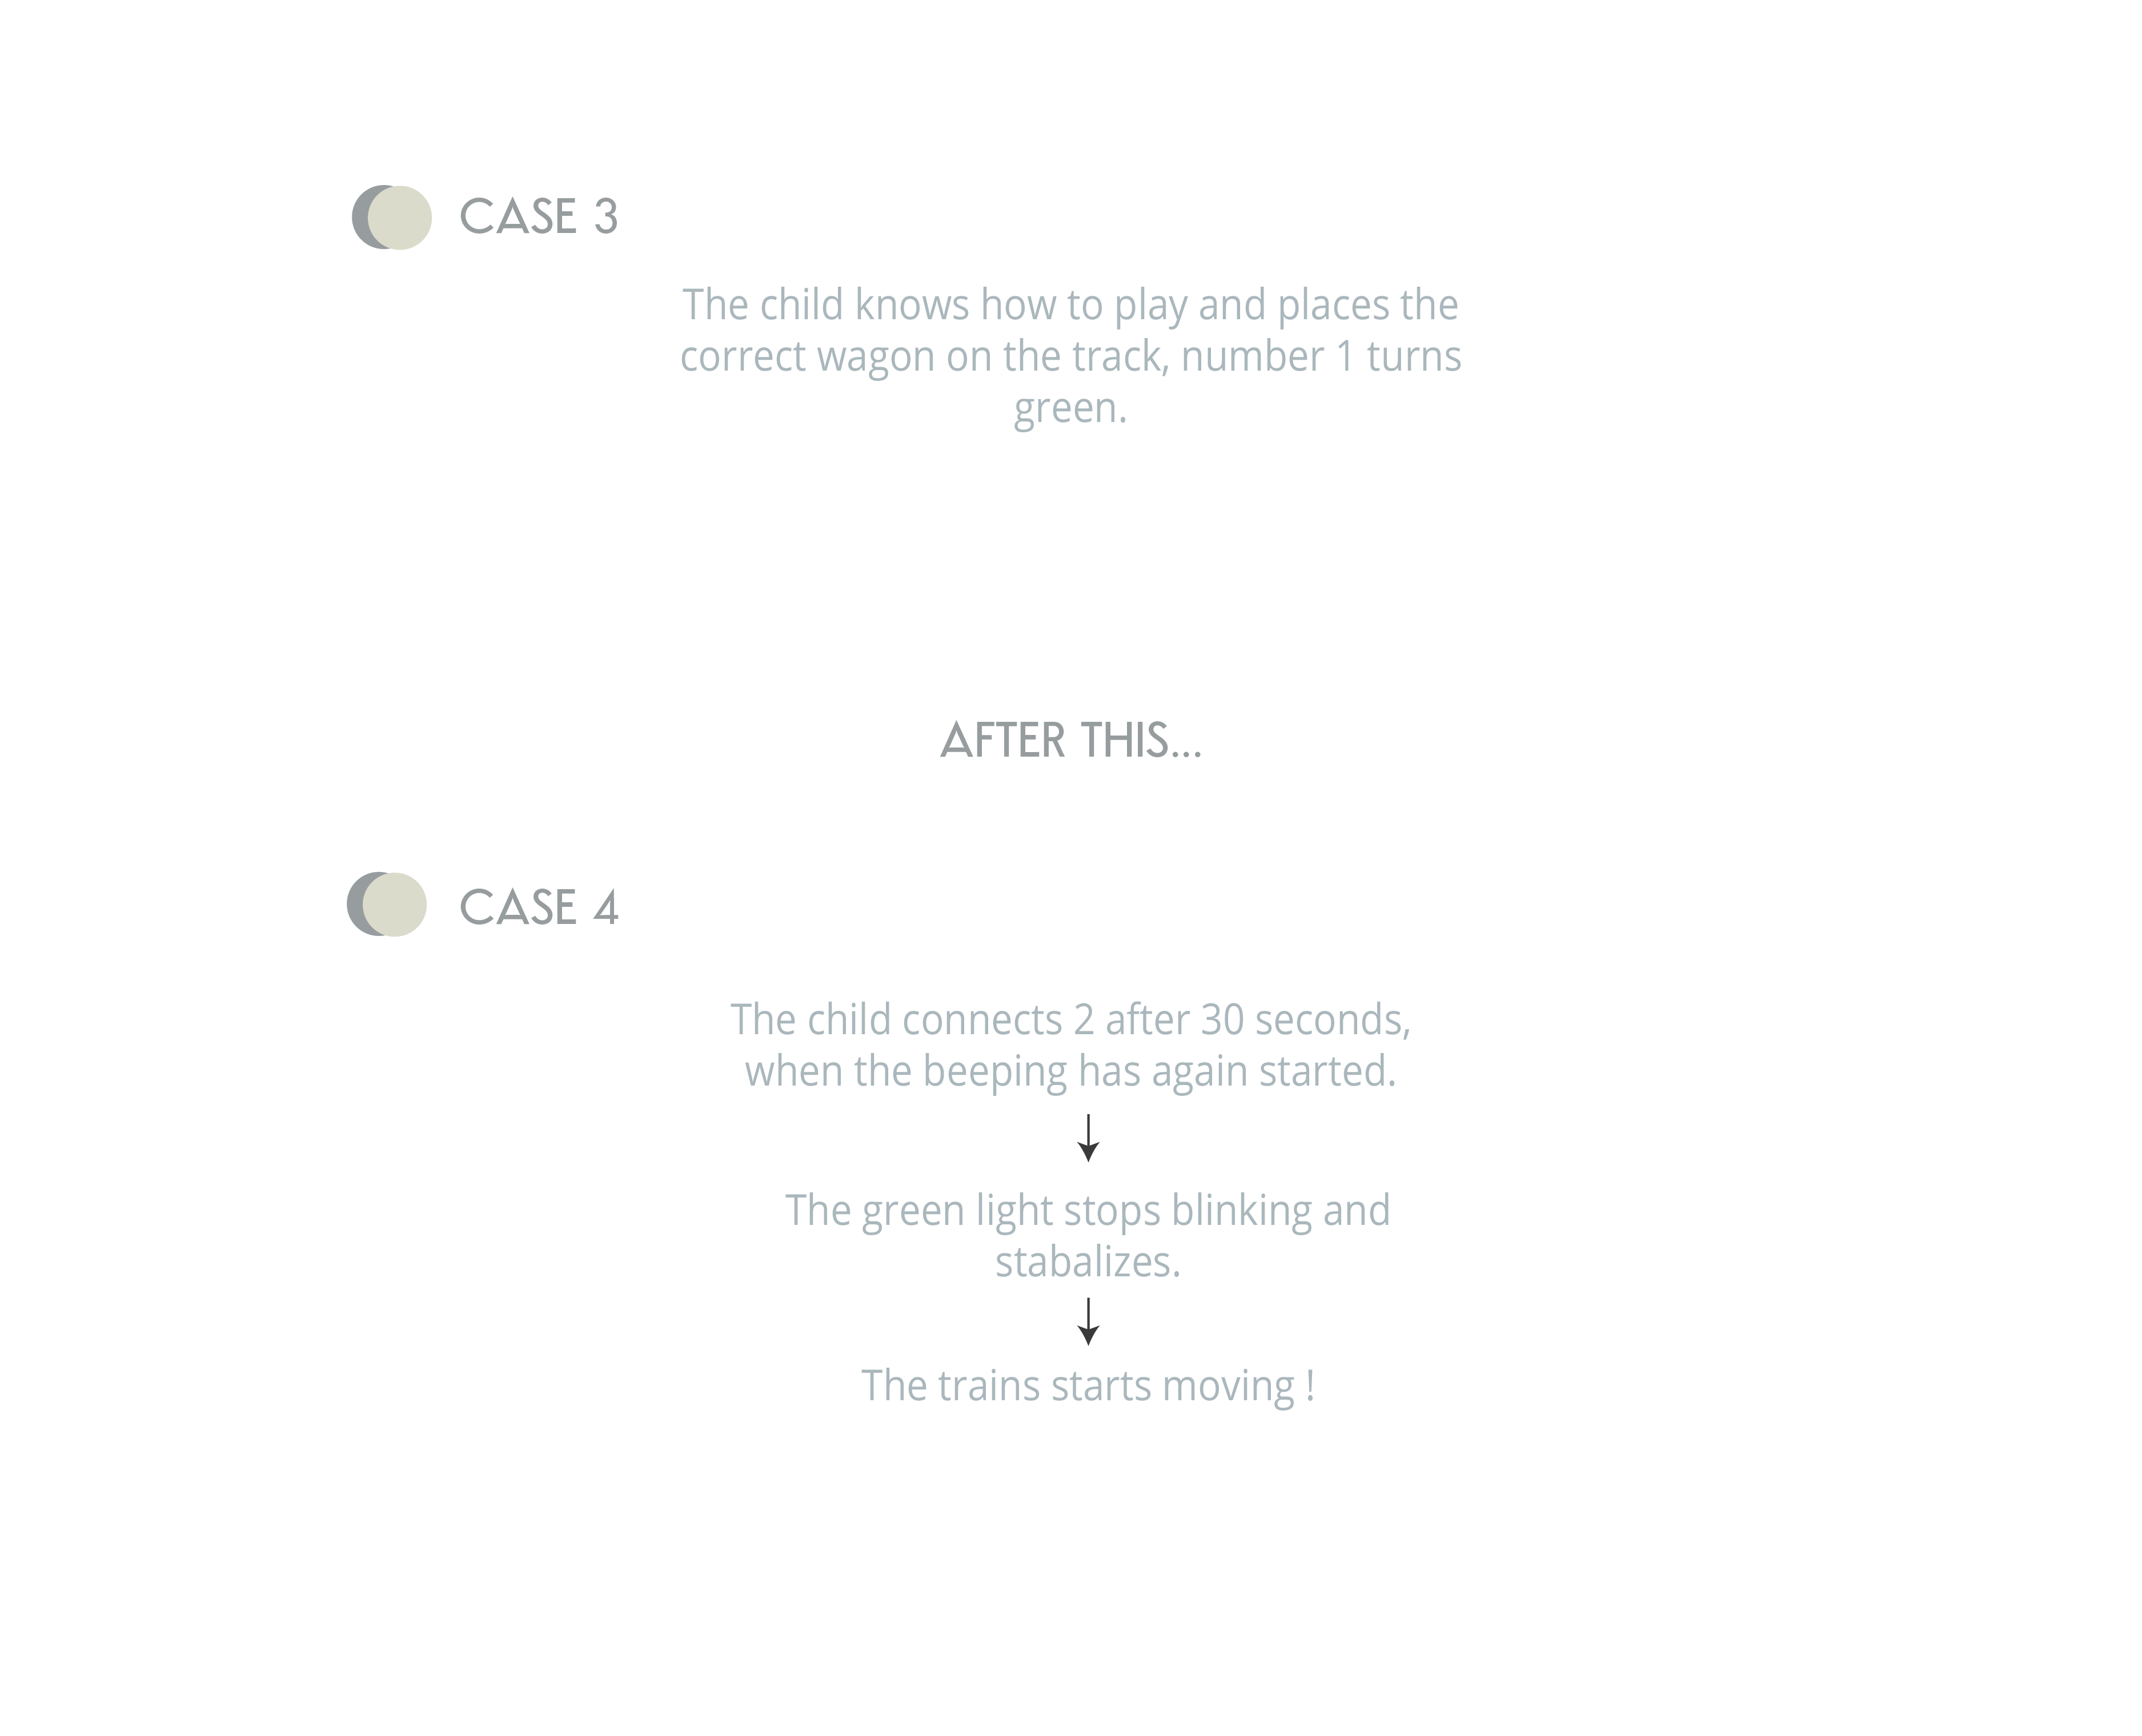 CASE 3
The child knows how to play and places the
correct wagon on the track, number 1 turns
green.
AFTER THIS...
CASE 4
The child connects 2 after 30 seconds,
when the beeping has again started.
The green light stops blinking and
stabalizes.
The trains starts moving !